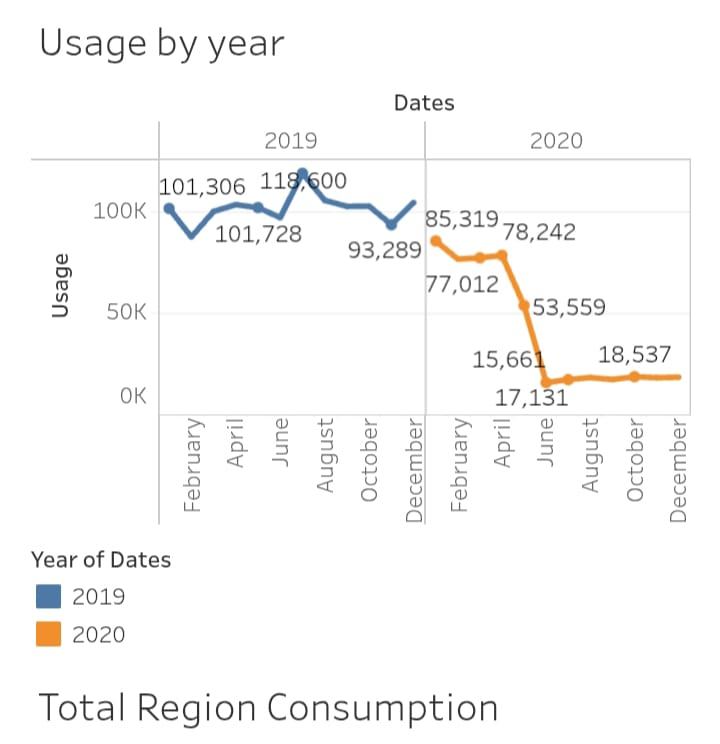 Usage by year
Dates
2019 2020
Usage
100K
50K
0K
101,306 118,600
101,728
93,289
85,319
78,242
77,012
53,559
15,661
18,537
17,131
February April June August October December February April June August October December
Year of Dates
2019
2020
Total Region Consumption